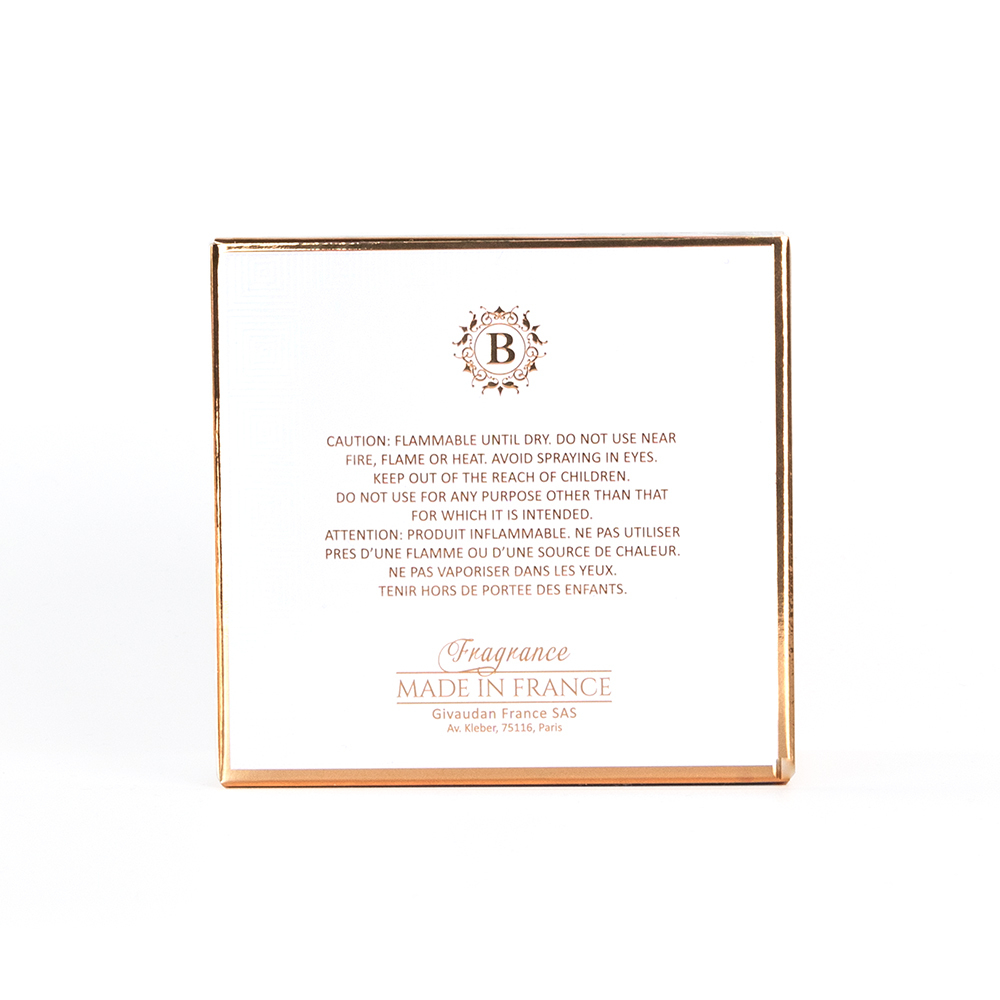 B
CAUTION: FLAMMABLE UNTIL DRY. DO NOT USE NEAR
FIRE, FLAME OR HEAT. AVOID SPRAYING IN EYES.
KEEP OUT OF THE REACH OF CHILDREN.
DO NOT USE FOR ANY PURPOSE OTHER THAN THAT
FOR WHICH IT IS INTENDED.
ATTENTION: PRODUIT INFLAMMABLE. NE PAS UTILISER
PRES D’UNE FLAMME OU D’UNE SOURCE DE CHALEUR.
NE PAS VAPORISER DANS LES YEUX.
TENIR HORS DE PORTEE DES ENFANTS.
Fragrance
MADE IN FRANCE
Givaudan France SAS
Av. Kleber, 75116, Paris